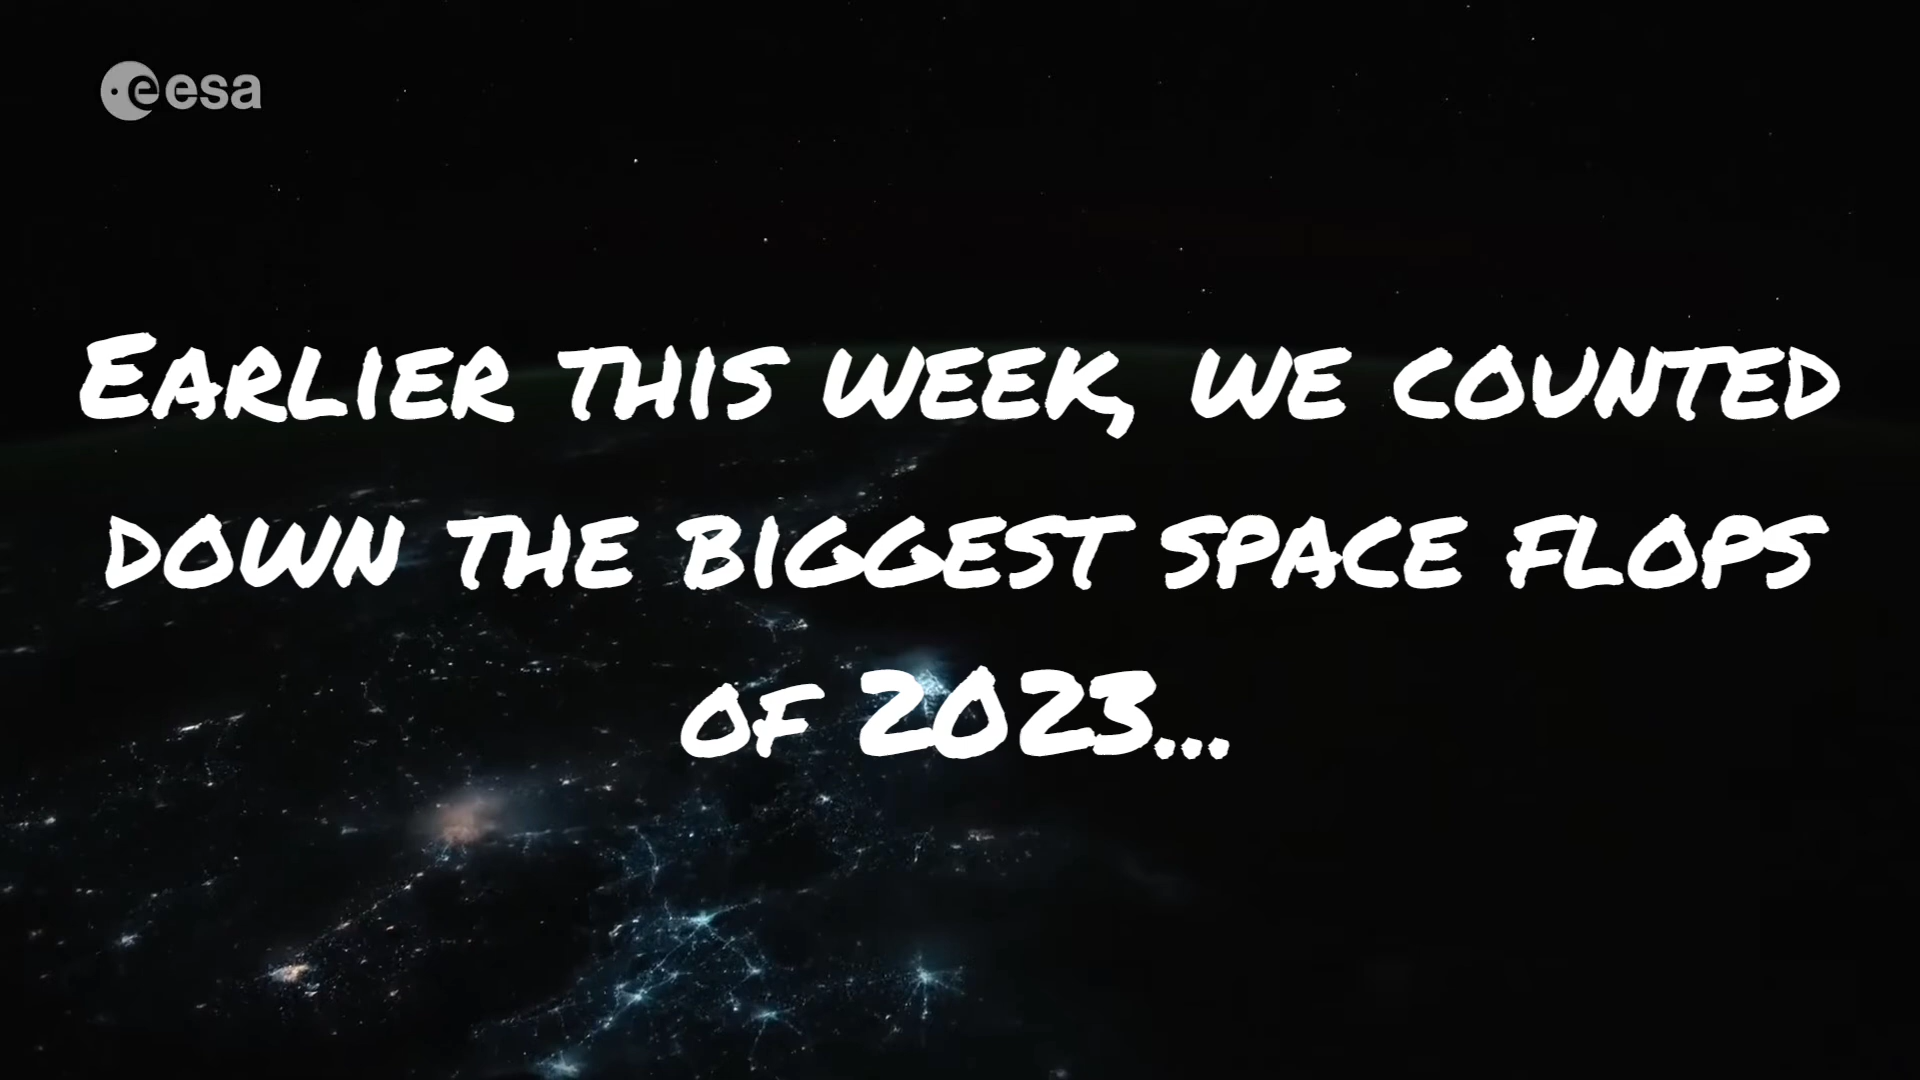 esa
Earlier this week, we counted
down the biggest space flops
of 2023...